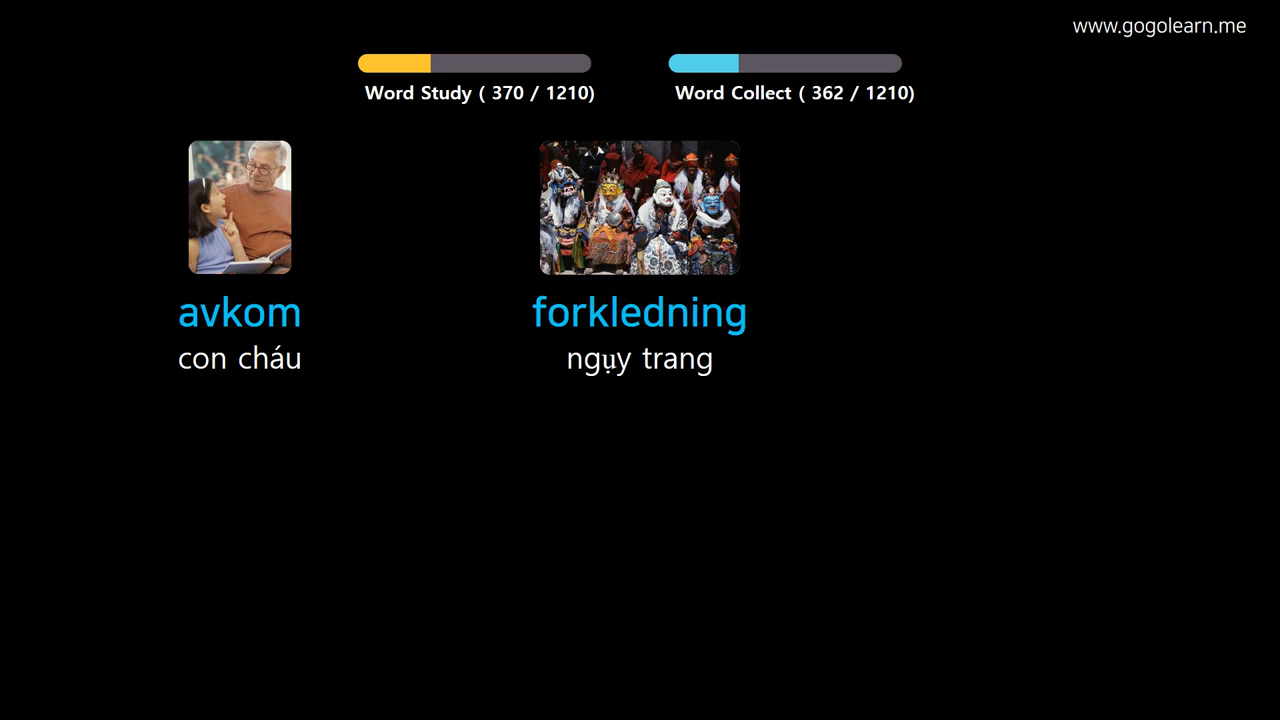 www.gogolearn.me
Word Study ( 370 / 1210)
Word Collect ( 362 / 1210)
avkom
con cháu
forkledning
ngụy trang